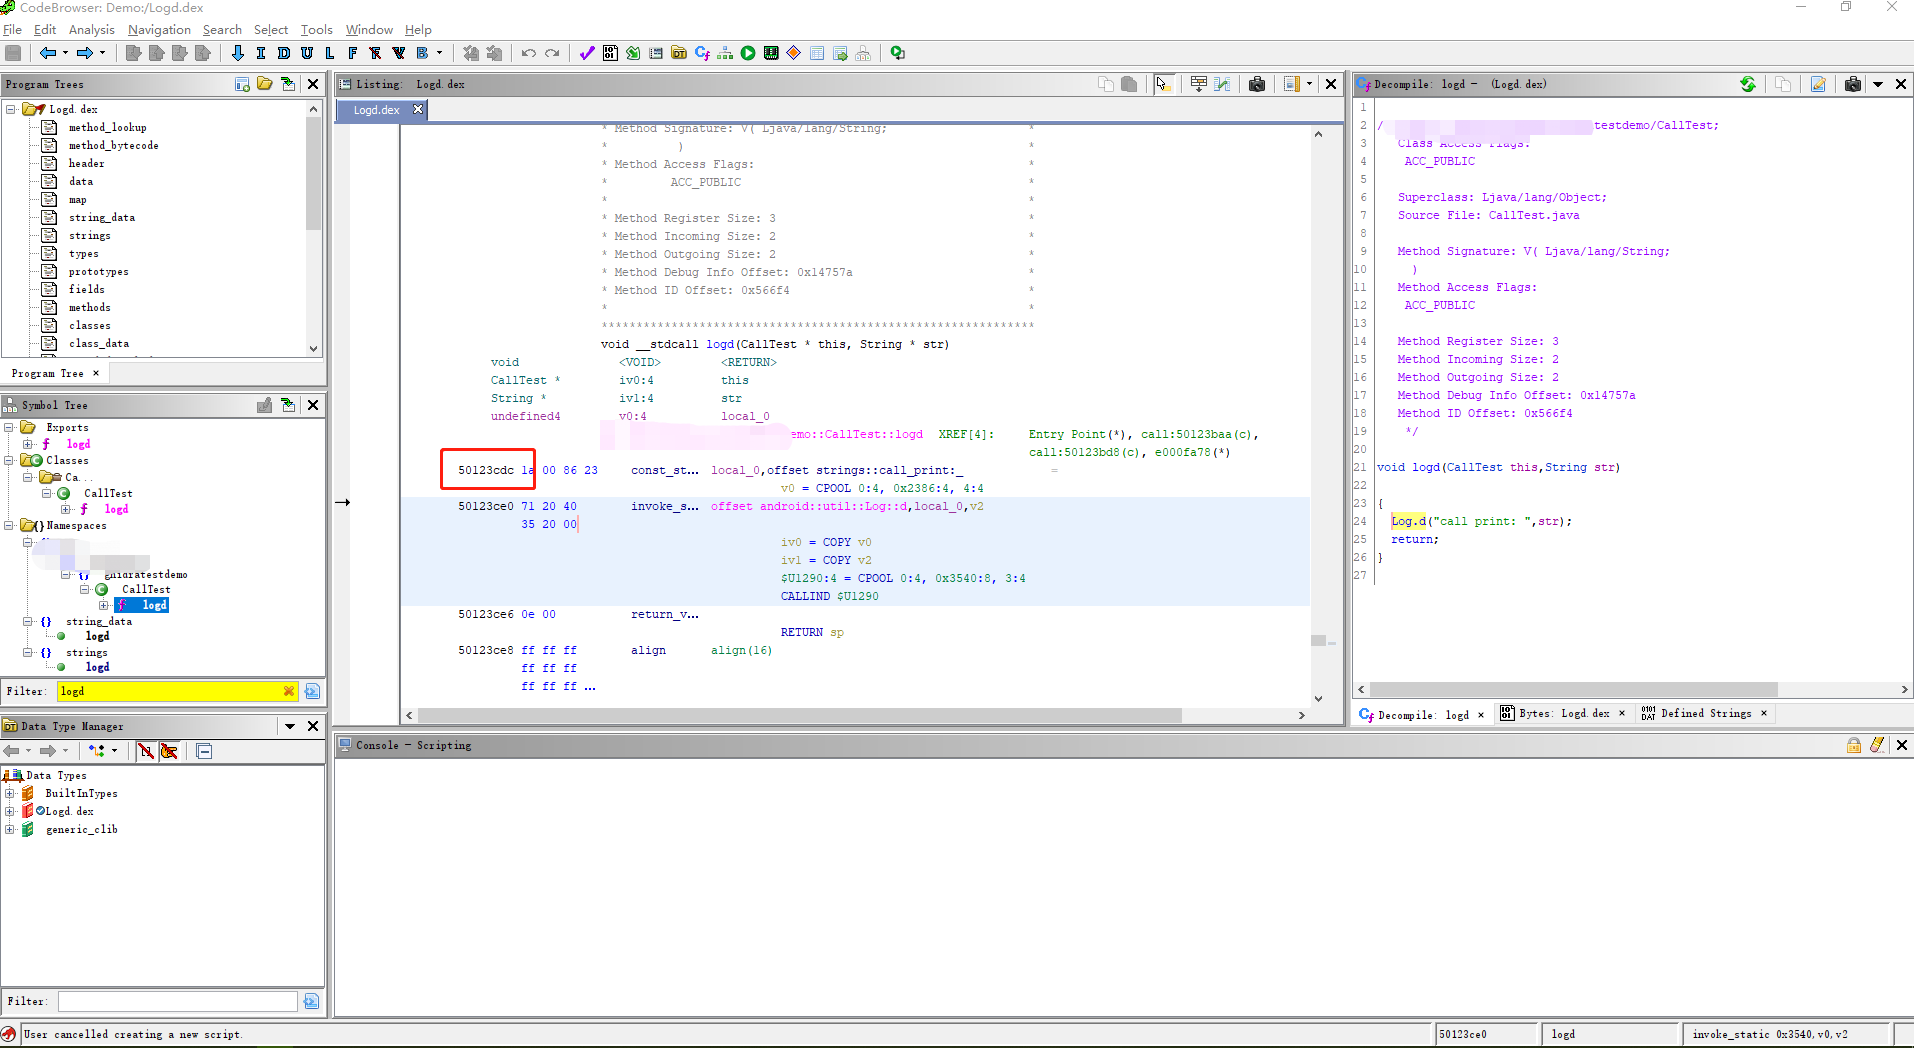 CodeBrowser: Demo:/Logd.dex
File Edit Analysis Navigation Search Select Tools Window Help
I D U L F F V B
Program Trees
Logd.dex
method_lookup
method_bytecode
header
data
map
string_data
strings
types
prototypes
fields
methods
classes
class_data
Program Tree ×
Symbol Tree
Exports
f logd
Classes
Ca...
CallTest
f logd
{} Namespaces
{} ghidratestdemo
CallTest
f logd
{} string_data
logd
{} strings
logd
Filter: logd
Data Type Manager
Data Types
BuiltInTypes
Logd.dex
generic_clib
Filter:
Listing: Logd.dex
Logd.dex
* Method Signature: V( Ljava/lang/String; *
* ) *
* Method Access Flags: *
* ACC_PUBLIC *
* *
* Method Register Size: 3 *
* Method Incoming Size: 2 *
* Method Outgoing Size: 2 *
* Method Debug Info Offset: 0x14757a *
* Method ID Offset: 0x566f4 *
* *
**************************************************************
void __stdcall logd(CallTest * this, String * str)
void <VOID> <RETURN>
CallTest * iv0:4 this
String * iv1:4 str
undefined4 v0:4 local_0
emo::CallTest::logd XREF[4]: Entry Point(*), call:50123baa(c),
call:50123bd8(c), e000fa78(*)
50123cdc 1a 00 86 23 const_st... local_0,offset strings::call_print:_ =
v0 = CPOOL 0:4, 0x2386:4, 4:4
50123ce0 71 20 40 invoke_s... offset android::util::Log::d,local_0,v2
35 20 00
iv0 = COPY v0
iv1 = COPY v2
$U1290:4 = CPOOL 0:4, 0x3540:8, 3:4
CALLIND $U1290
50123ce6 0e 00 return_v...
RETURN sp
50123ce8 ff ff ff align align(16)
ff ff ff
ff ff ff ...
Decompile: logd – (Logd.dex)
1
2 / testdemo/CallTest;
3 Class Access Flags:
4 ACC_PUBLIC
5
6 Superclass: Ljava/lang/Object;
7 Source File: CallTest.java
8
9 Method Signature: V( Ljava/lang/String;
10 )
11 Method Access Flags:
12 ACC_PUBLIC
13
14 Method Register Size: 3
15 Method Incoming Size: 2
16 Method Outgoing Size: 2
17 Method Debug Info Offset: 0x14757a
18 Method ID Offset: 0x566f4
19 */
20
21 void logd(CallTest this,String str)
22
23 {
24 Log.d("call print: ",str);
25 return;
26 }
27
Decompile: logd × Bytes: Logd.dex × Defined Strings ×
Console – Scripting
User cancelled creating a new script.
50123ce0 logd invoke_static 0x3540,v0,v2